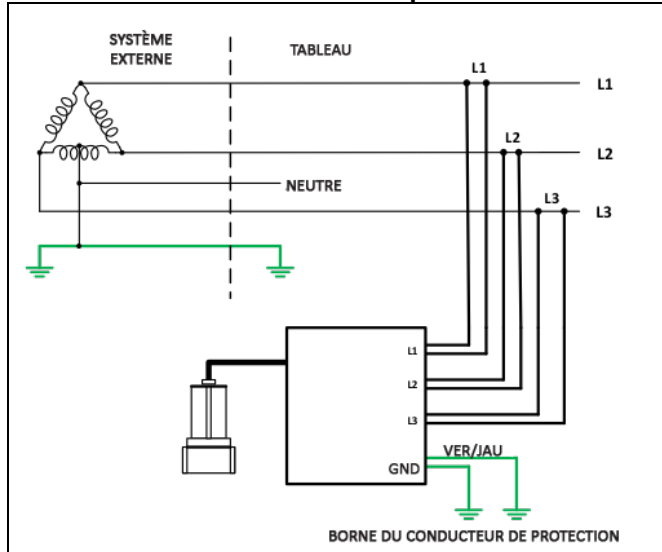 SYSTÈME
EXTERNE
TABLEAU
L1
L1
L2
L2
NEUTRE
L3
L3
L1
L2
L3
VER/JAU
GND
BORNE DU CONDUCTEUR DE PROTECTION